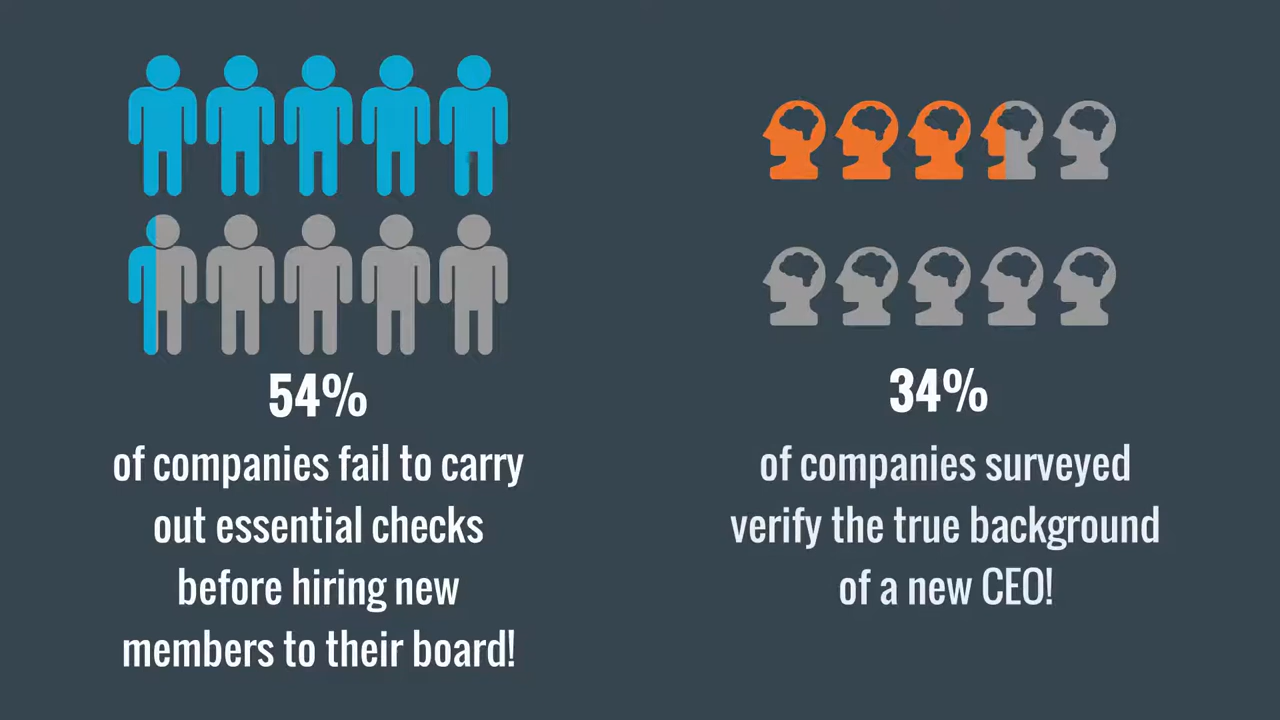 54%
of companies fail to carry
out essential checks
before hiring new
members to their board!
34%
of companies surveyed
verify the true background
of a new CEO!